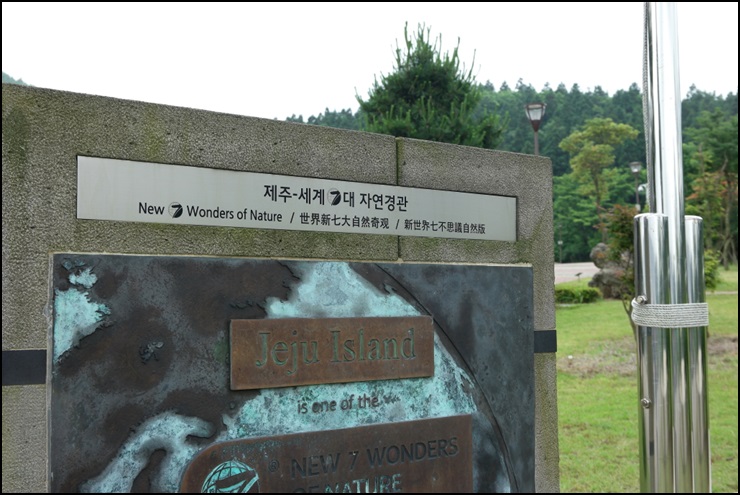 제주-세계 7대 자연경관
New 7 Wonders of Nature / 世界新七大自然奇观 / 新世界七不思議自然版
Jeju Island
is one of the
NEW 7 WONDERS
OF NATURE